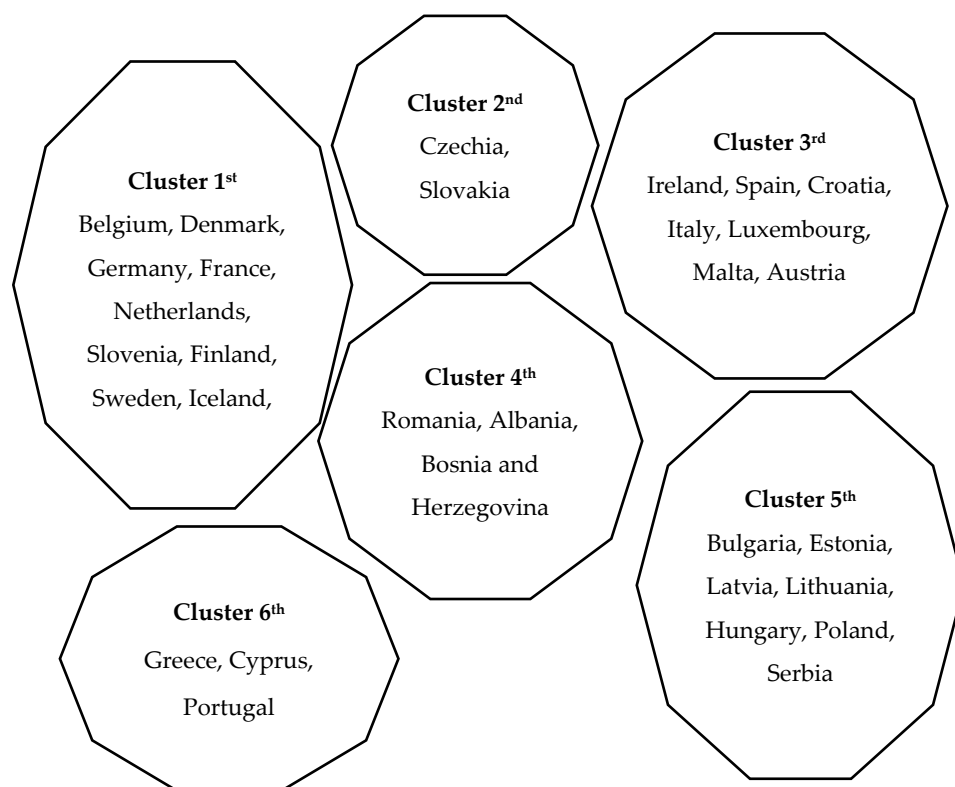 Cluster 1ˢᵗ
Belgium, Denmark,
Germany, France,
Netherlands,
Slovenia, Finland,
Sweden, Iceland,
Cluster 2ⁿᵈ
Czechia,
Slovakia
Cluster 3ʳᵈ
Ireland, Spain, Croatia,
Italy, Luxembourg,
Malta, Austria
Cluster 4ᵗʰ
Romania, Albania,
Bosnia and
Herzegovina
Cluster 5ᵗʰ
Bulgaria, Estonia,
Latvia, Lithuania,
Hungary, Poland,
Serbia
Cluster 6ᵗʰ
Greece, Cyprus,
Portugal